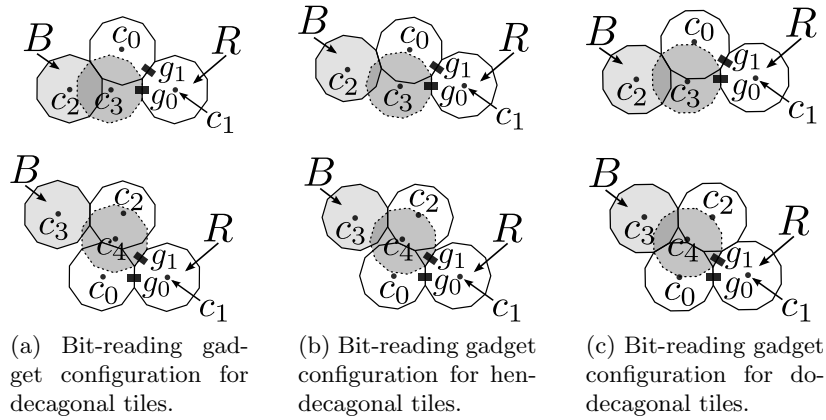 B c₀ R
g₁
c₂ c₃ g₀
c₁
B c₀ R
g₁
c₂ c₃ g₀
c₁
B c₀ R
g₁
c₂ c₃ g₀
c₁
B c₂ R
c₃ c₄ g₁
c₀ g₀
c₁
B c₂ R
c₃ c₄ g₁
c₀ g₀
c₁
B c₂ R
c₃ c₄ g₁
c₀ g₀
c₁
(a) Bit-reading gad-
get configuration for
decagonal tiles.
(b) Bit-reading gadget
configuration for hen-
decagonal tiles.
(c) Bit-reading gadget
configuration for do-
decagonal tiles.